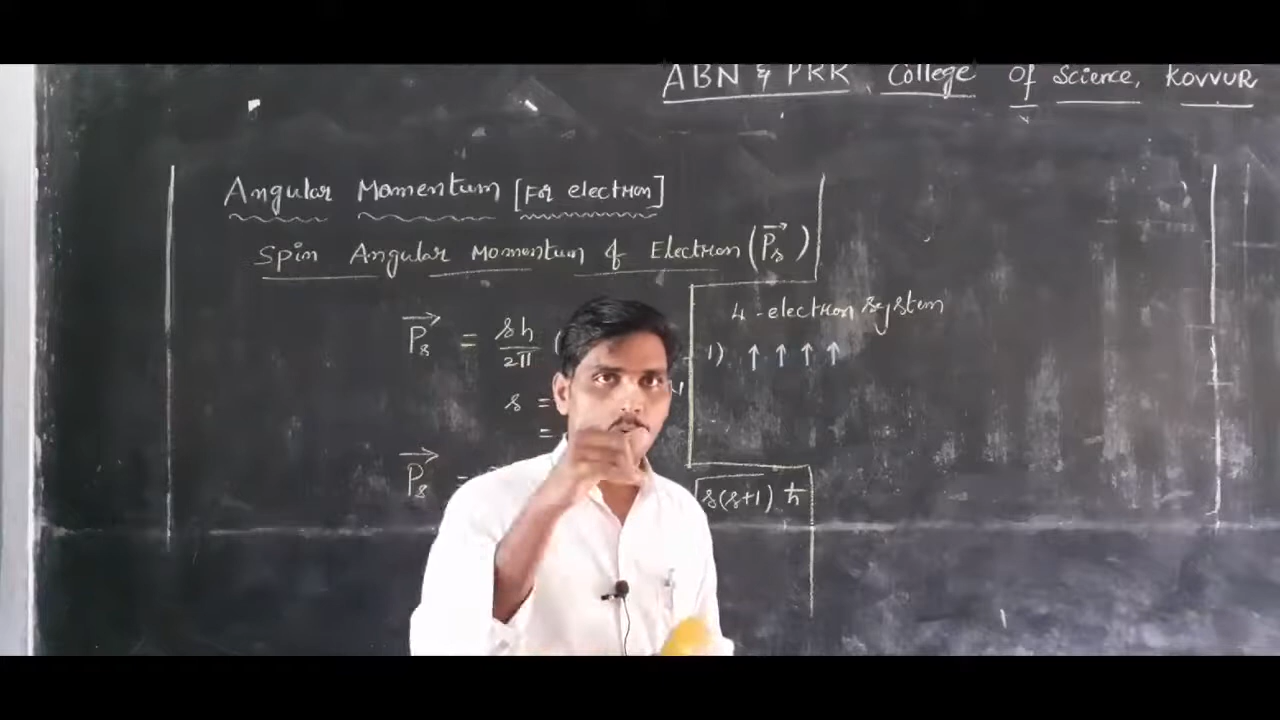 ABN & PRR College of Science, KOVVUR
Angular Momentum [For electron]
Spin Angular Momentum of Electron (P⃗s)
P⃗s = sh/2π (
s =
=
P⃗s =
√s(s+1) ħ
4-electron system
1) ↑ ↑ ↑ ↑